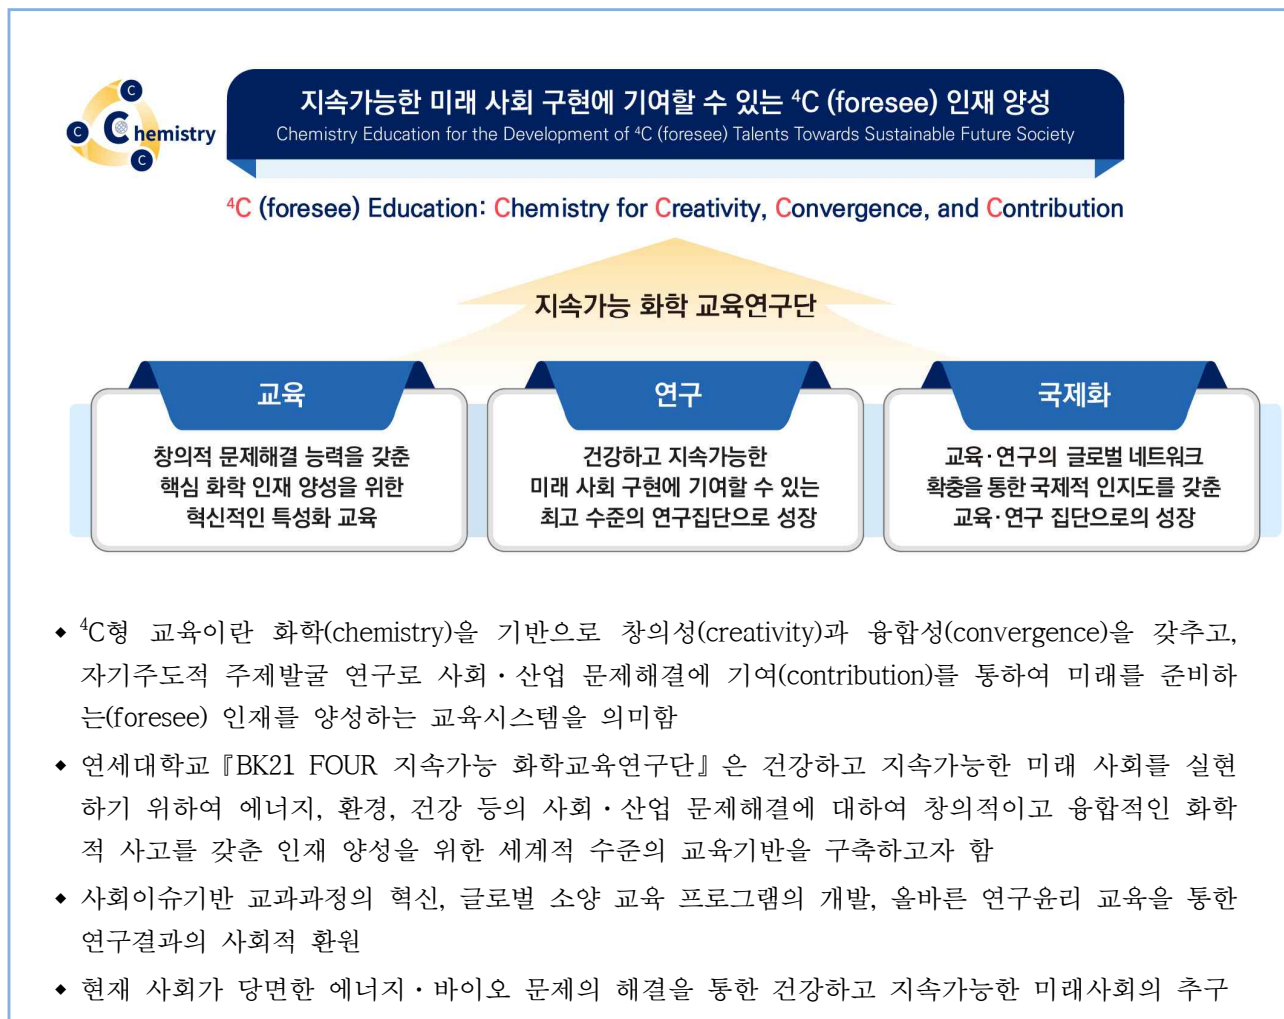 지속가능한 미래 사회 구현에 기여할 수 있는 ⁴C (foresee) 인재 양성
Chemistry Education for the Development of ⁴C (foresee) Talents Towards Sustainable Future Society
C
C
C hemistry
C
⁴C (foresee) Education: Chemistry for Creativity, Convergence, and Contribution
지속가능 화학 교육연구단
교육
창의적 문제해결 능력을 갖춘
핵심 화학 인재 양성을 위한
혁신적인 특성화 교육
연구
건강하고 지속가능한
미래 사회 구현에 기여할 수 있는
최고 수준의 연구집단으로 성장
국제화
교육·연구의 글로벌 네트워크
확충을 통한 국제적 인지도를 갖춘
교육·연구 집단으로의 성장
◆ ⁴C형 교육이란 화학(chemistry)을 기반으로 창의성(creativity)과 융합성(convergence)을 갖추고,
자기주도적 주제발굴 연구로 사회・산업 문제해결에 기여(contribution)를 통하여 미래를 준비하
는(foresee) 인재를 양성하는 교육시스템을 의미함
◆ 연세대학교『BK21 FOUR 지속가능 화학교육연구단』은 건강하고 지속가능한 미래 사회를 실현
하기 위하여 에너지, 환경, 건강 등의 사회・산업 문제해결에 대하여 창의적이고 융합적인 화학
적 사고를 갖춘 인재 양성을 위한 세계적 수준의 교육기반을 구축하고자 함
◆ 사회이슈기반 교과과정의 혁신, 글로벌 소양 교육 프로그램의 개발, 올바른 연구윤리 교육을 통한
연구결과의 사회적 환원
◆ 현재 사회가 당면한 에너지・바이오 문제의 해결을 통한 건강하고 지속가능한 미래사회의 추구